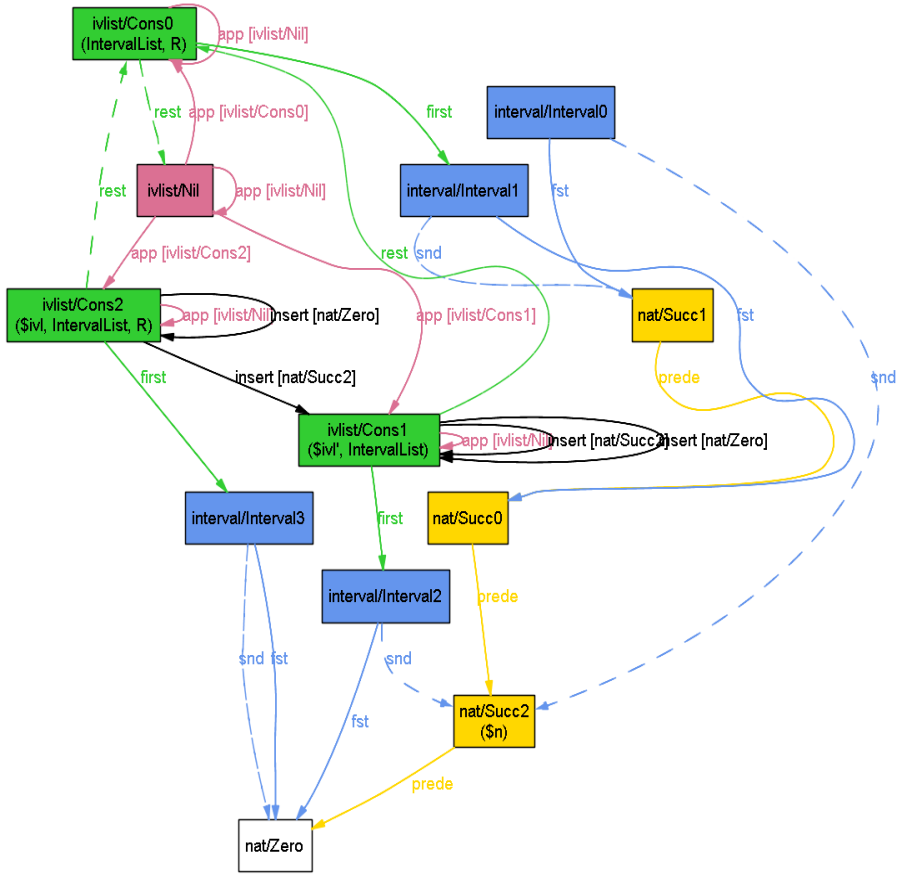 ivlist/Cons0
(IntervalList, R)
app [ivlist/Nil]
rest
app [ivlist/Cons0]
first
interval/Interval0
ivlist/Nil
app [ivlist/Nil]
interval/Interval1
fst
rest
app [ivlist/Cons2]
rest
snd
ivlist/Cons2
($ivl, IntervalList, R)
app [ivlist/Nil]
insert [nat/Zero]
app [ivlist/Cons1]
nat/Succ1
fst
first
insert [nat/Succ2]
prede
snd
ivlist/Cons1
($ivl', IntervalList)
app [ivlist/Nil]
insert [nat/Succ2]
insert [nat/Zero]
interval/Interval3
first
nat/Succ0
interval/Interval2
prede
snd
fst
snd
fst
nat/Succ2
($n)
prede
nat/Zero